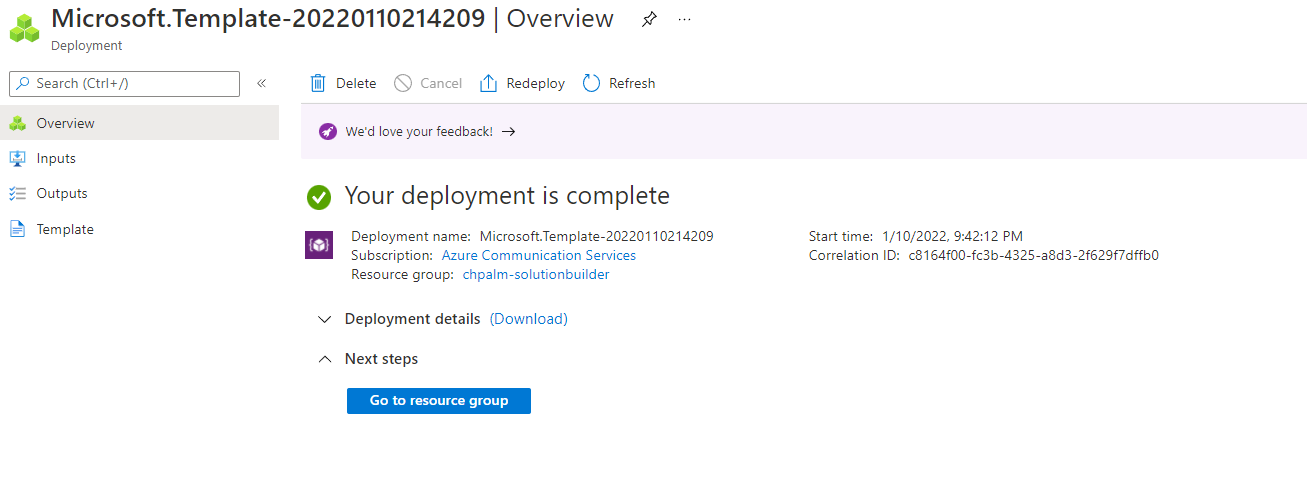 Microsoft.Template-20220110214209 | Overview
Deployment
Search (Ctrl+/)
Overview
Inputs
Outputs
Template
Delete
Cancel
Redeploy
Refresh
We'd love your feedback!
Your deployment is complete
Deployment name: Microsoft.Template-20220110214209
Subscription: Azure Communication Services
Resource group: chpalm-solutionbuilder
Start time: 1/10/2022, 9:42:12 PM
Correlation ID: c8164f00-fc3b-4325-a8d3-2f629f7dffb0
Deployment details (Download)
Next steps
Go to resource group